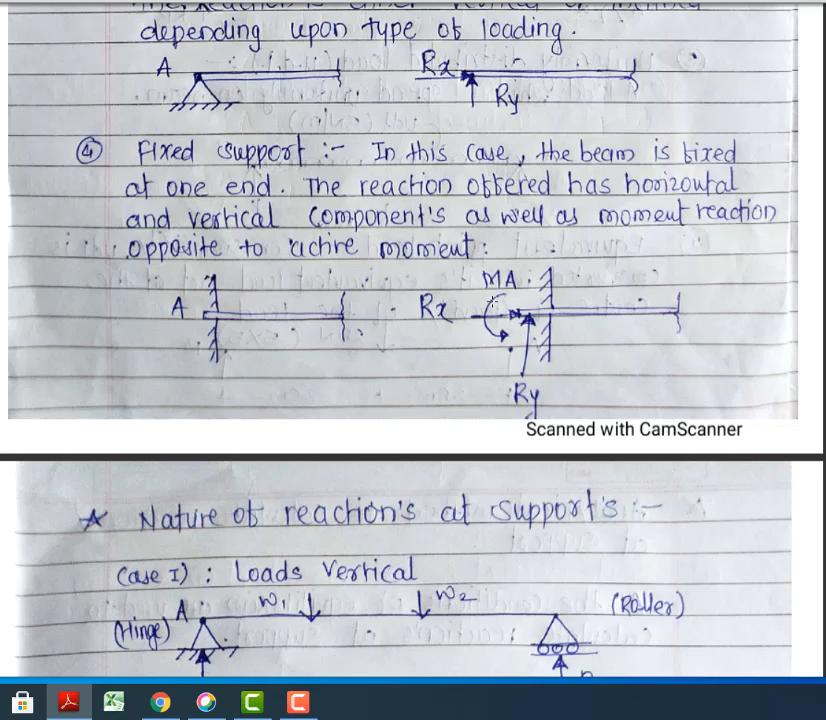 depending upon type of loading.
A
Rx
Ry
④ Fixed support :- In this case, the beam is fixed
at one end. The reaction offered has horizontal
and vertical component's as well as moment reaction
opposite to active moment:
A
MA
Rx
Ry
Scanned with CamScanner
* Nature of reaction's at support's :-
Case I) : Loads Vertical
A W1 W2 (Roller)
(Hinge)